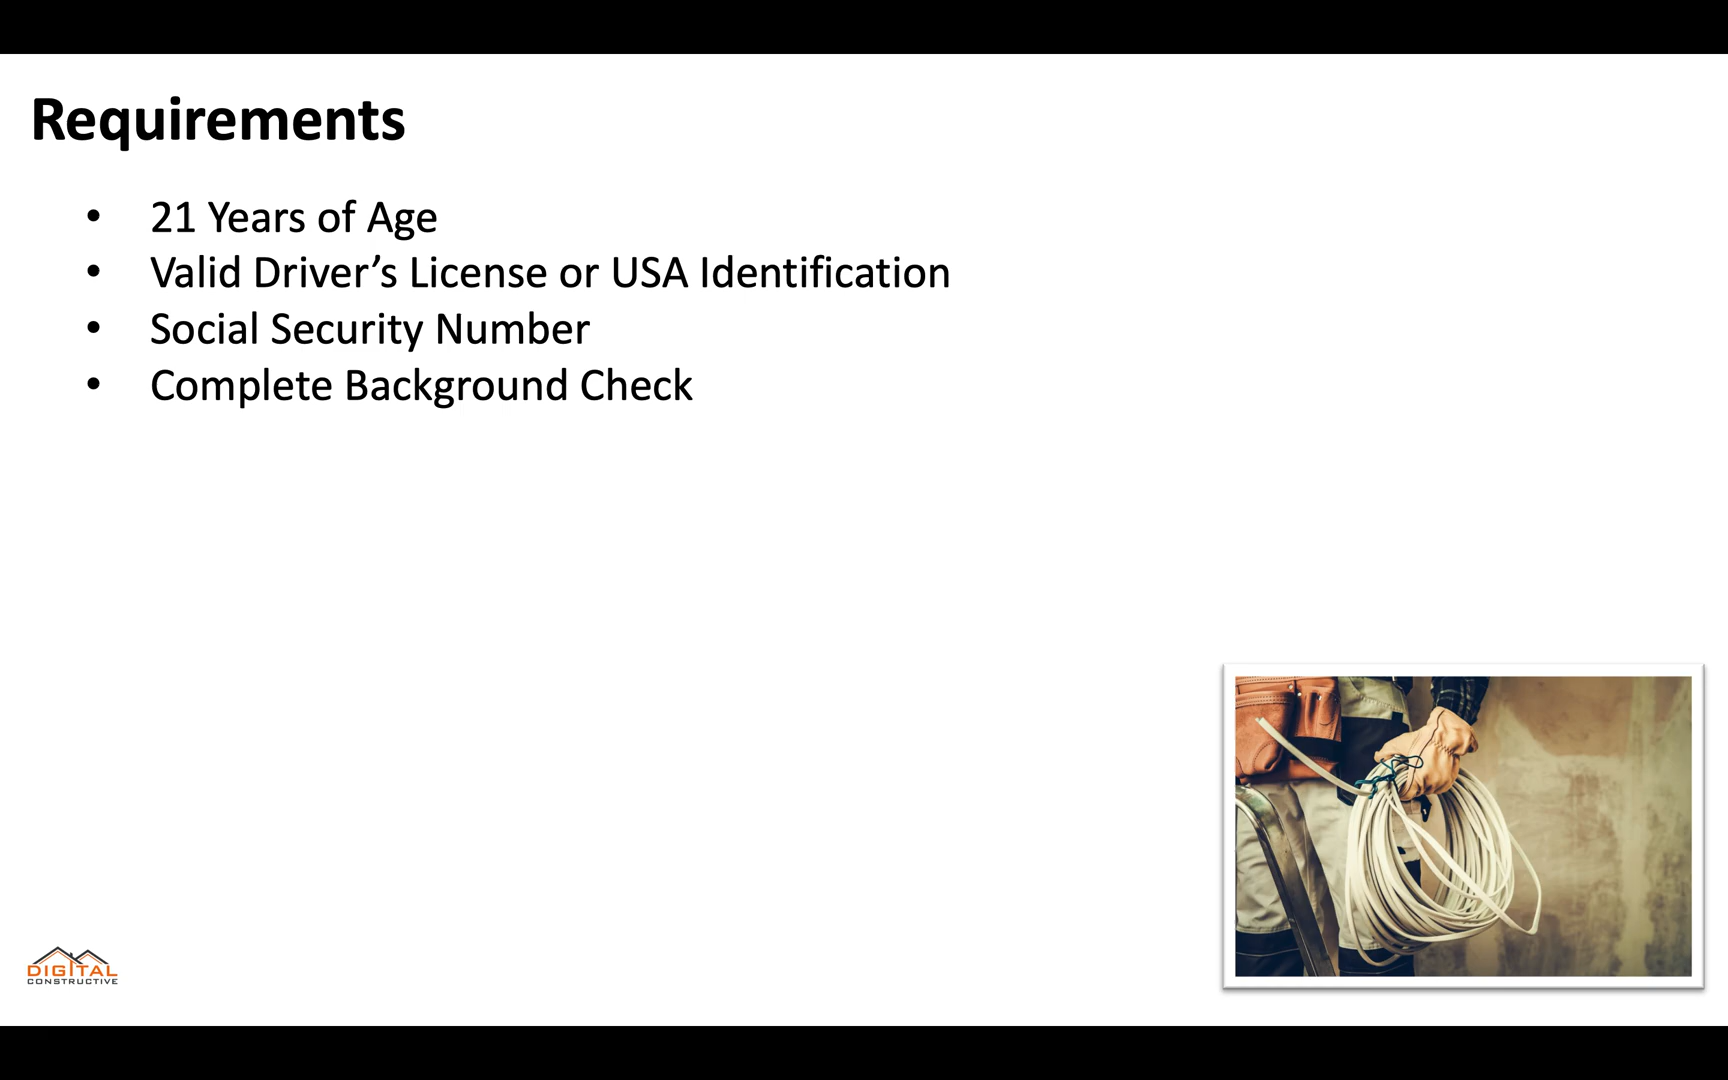 Requirements
• 21 Years of Age
• Valid Driver’s License or USA Identification
• Social Security Number
• Complete Background Check
DIGITAL
CONSTRUCTIVE